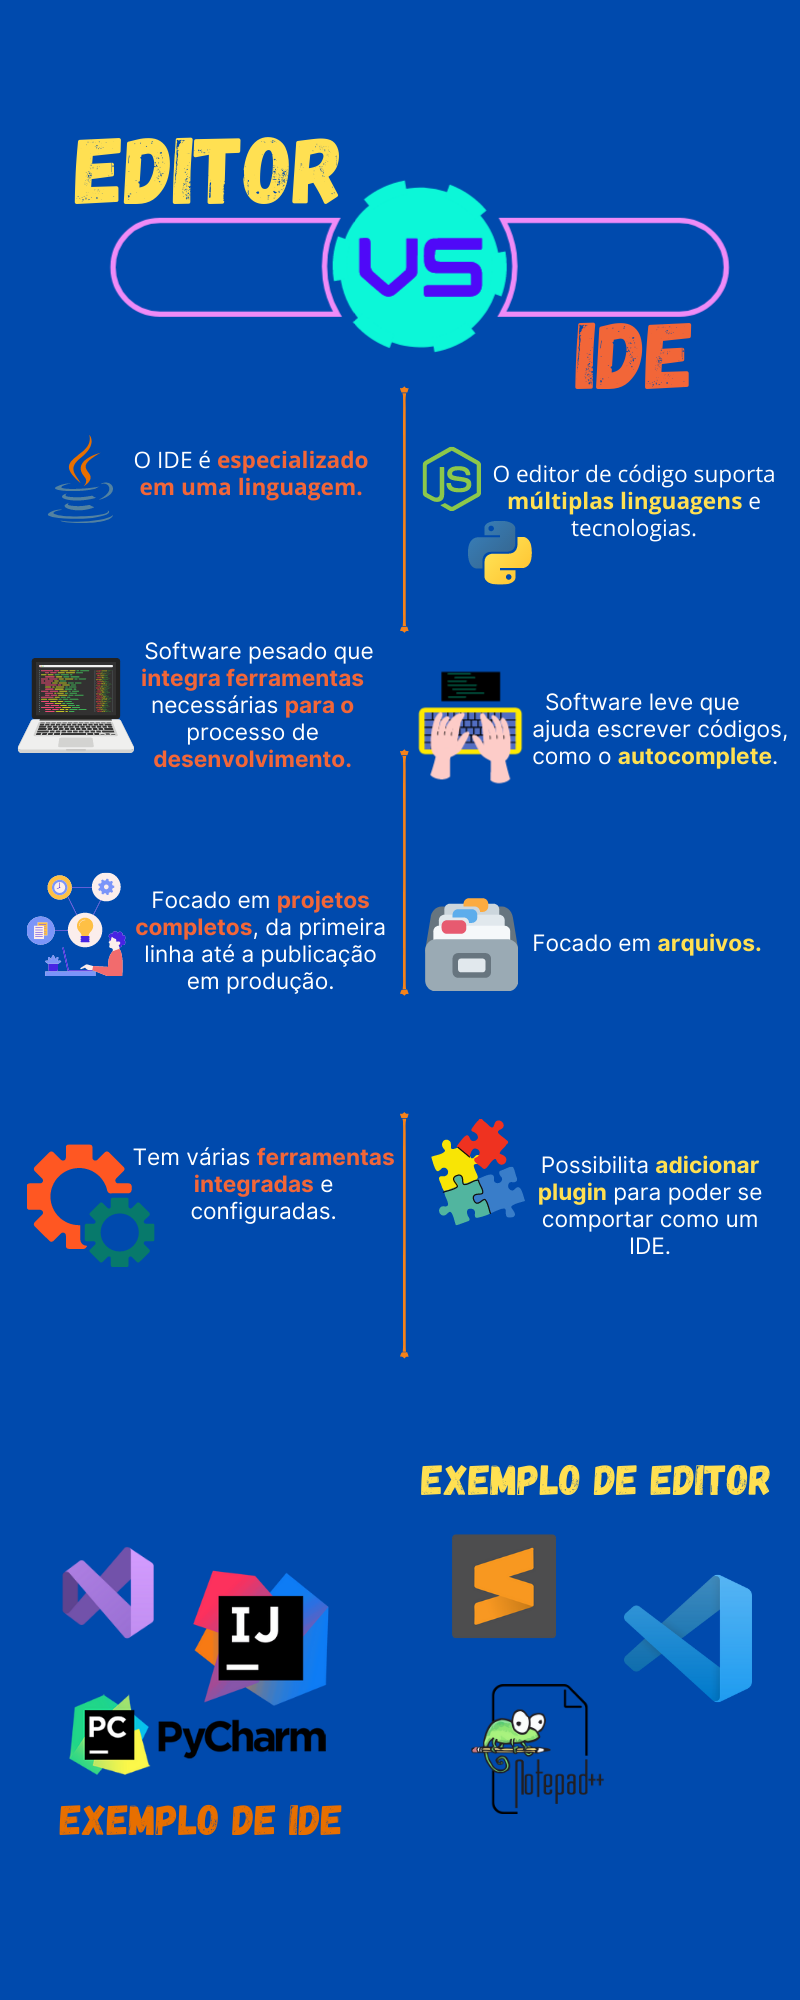 EDITOR
VS
IDE
O IDE é especializado
em uma linguagem.
JS
O editor de código suporta
múltiplas linguagens e
tecnologias.
Software pesado que
integra ferramentas
necessárias para o
processo de
desenvolvimento.
Software leve que
ajuda escrever códigos,
como o autocomplete.
Focado em projetos
completos, da primeira
linha até a publicação
em produção.
Focado em arquivos.
Tem várias ferramentas
integradas e
configuradas.
Possibilita adicionar
plugin para poder se
comportar como um
IDE.
EXEMPLO DE EDITOR
IJ
PC PyCharm
Notepad++
EXEMPLO DE IDE